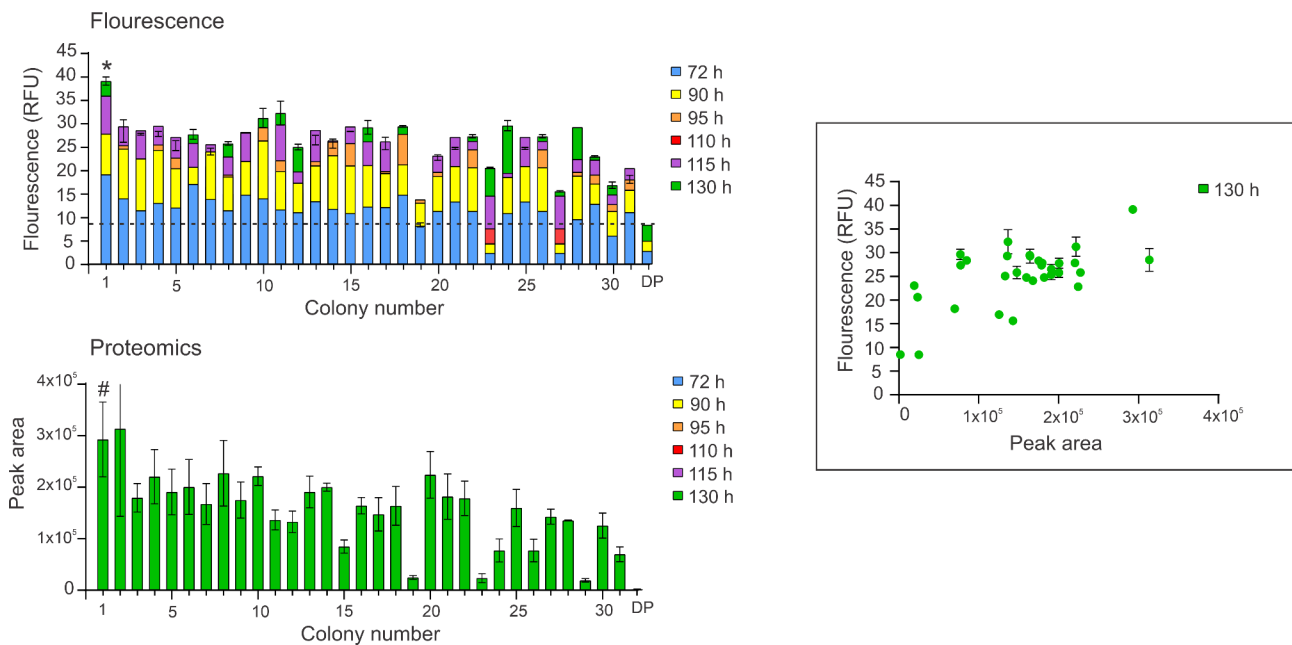 Flourescence
Flourescence (RFU)
45
40
35
30
25
20
15
10
5
0
*
1
5
10
15
20
25
30
DP
Colony number
72 h
90 h
95 h
110 h
115 h
130 h
Proteomics
Peak area
4x10⁵
3x10⁵
2x10⁵
1x10⁵
0
#
1
5
10
15
20
25
30
DP
Colony number
72 h
90 h
95 h
110 h
115 h
130 h
Flourescence (RFU)
45
40
35
30
25
20
15
10
5
0
130 h
0
1x10⁵
2x10⁵
3x10⁵
4x10⁵
Peak area